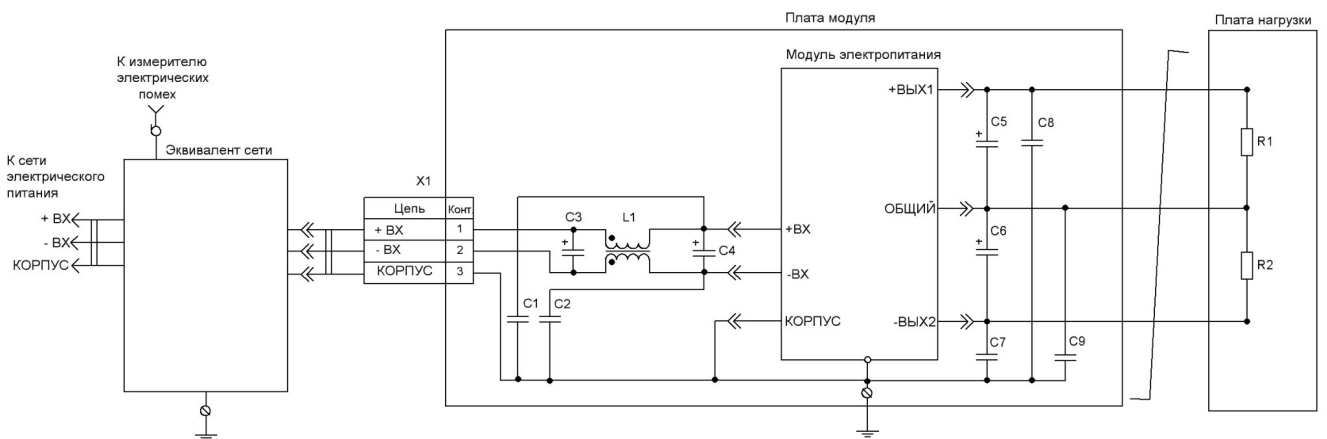 Плата модуля
Плата нагрузки
К измерителю
электрических
помех
Модуль электропитания
Эквивалент сети
К сети
электрического
питания
+ ВХ
- ВХ
КОРПУС
X1
Цепь Конт.
+ ВХ 1
- ВХ 2
КОРПУС 3
C3
+
L1
+
C4
C1
C2
+ВХ
-ВХ
КОРПУС
+ВЫХ1
ОБЩИЙ
-ВЫХ2
C5
+
C8
C6
+
C7
C9
R1
R2